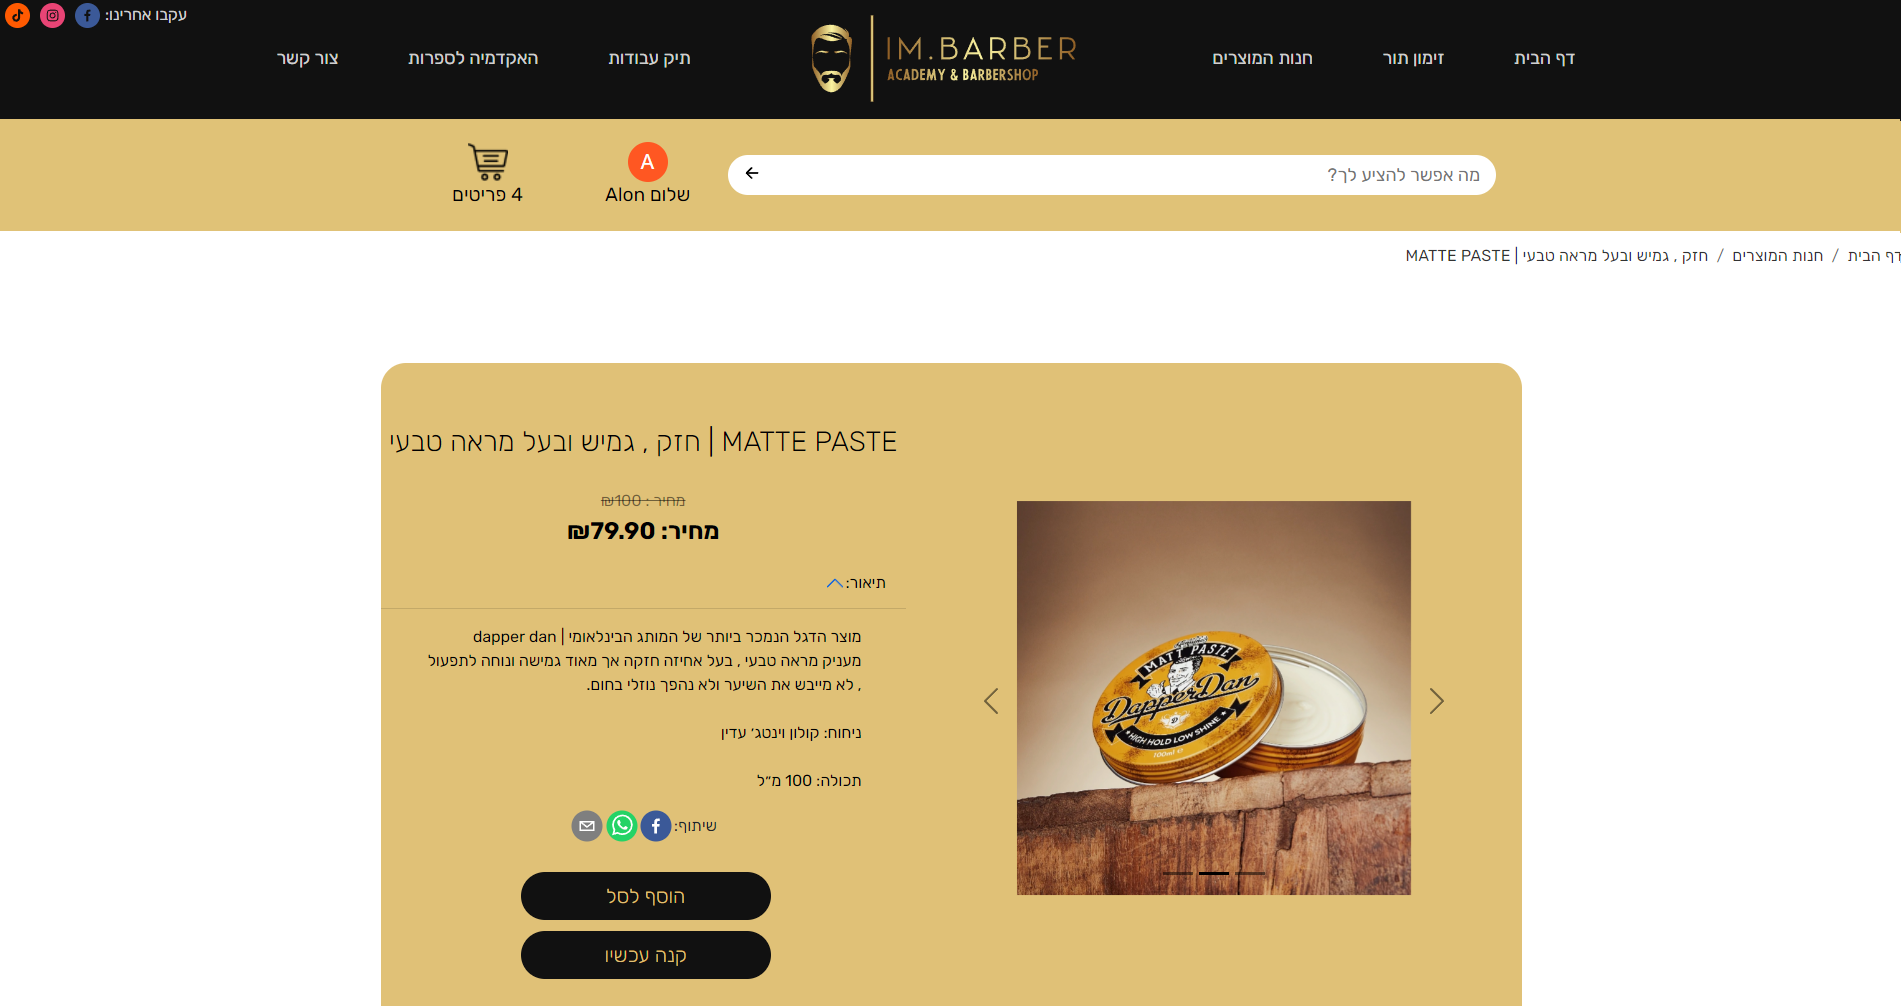 עקבו אחרינו:
דף הבית
זימון תור
חנות המוצרים
IM.BARBER
ACADEMY & BARBERSHOP
תיק עבודות
האקדמיה לספרות
צור קשר
מה אפשר להציע לך?
A
שלום Alon
4 פריטים
דף הבית / חנות המוצרים / חזק , גמיש ובעל מראה טבעי | MATTE PASTE
MATTE PASTE | חזק , גמיש ובעל מראה טבעי
מחיר : 100₪
מחיר: 79.90₪
תיאור:
מוצר הדגל הנמכר ביותר של המותג הבינלאומי | dapper dan
מעניק מראה טבעי , בעל אחיזה חזקה אך מאוד גמישה ונוחה לתפעול
, לא מייבש את השיער ולא נהפך נוזלי בחום.
ניחוח: קולון וינטג׳ עדין
תכולה: 100 מ״ל
שיתוף:
הוסף לסל
קנה עכשיו
MATT PASTE
Dapper Dan
HIGH HOLD LOW SHINE
100ml